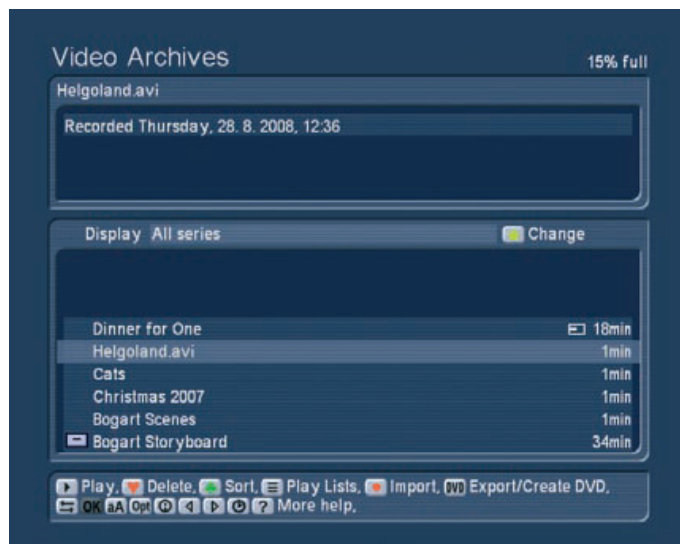 Video Archives 15% full
Helgoland.avi
Recorded Thursday, 28. 8. 2008, 12:36
Display All series Change
Dinner for One 18min
Helgoland.avi 1min
Cats 1min
Christmas 2007 1min
Bogart Scenes 1min
Bogart Storyboard 34min
Play, Delete, Sort, Play Lists, Import, DVD Export/Create DVD,
OK aA Opt ? More help,